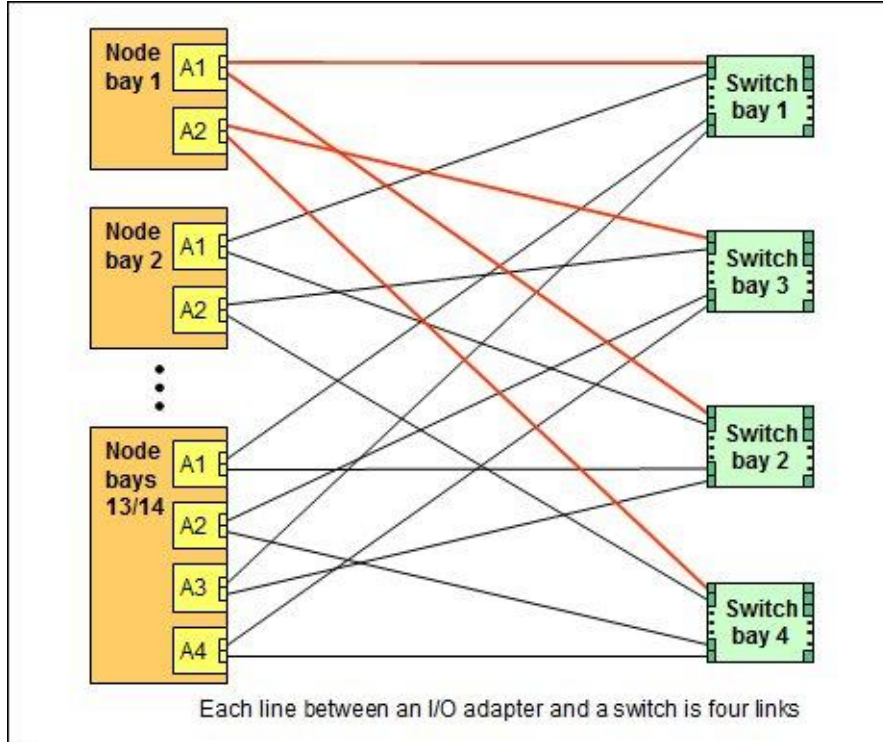 Node
bay 1
A1
A2
Node
bay 2
A1
A2
Node
bays
13/14
A1
A2
A3
A4
Switch
bay 1
Switch
bay 3
Switch
bay 2
Switch
bay 4
Each line between an I/O adapter and a switch is four links